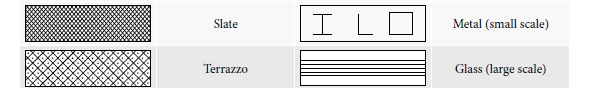 Slate
Metal (small scale)
Terrazzo
Glass (large scale)